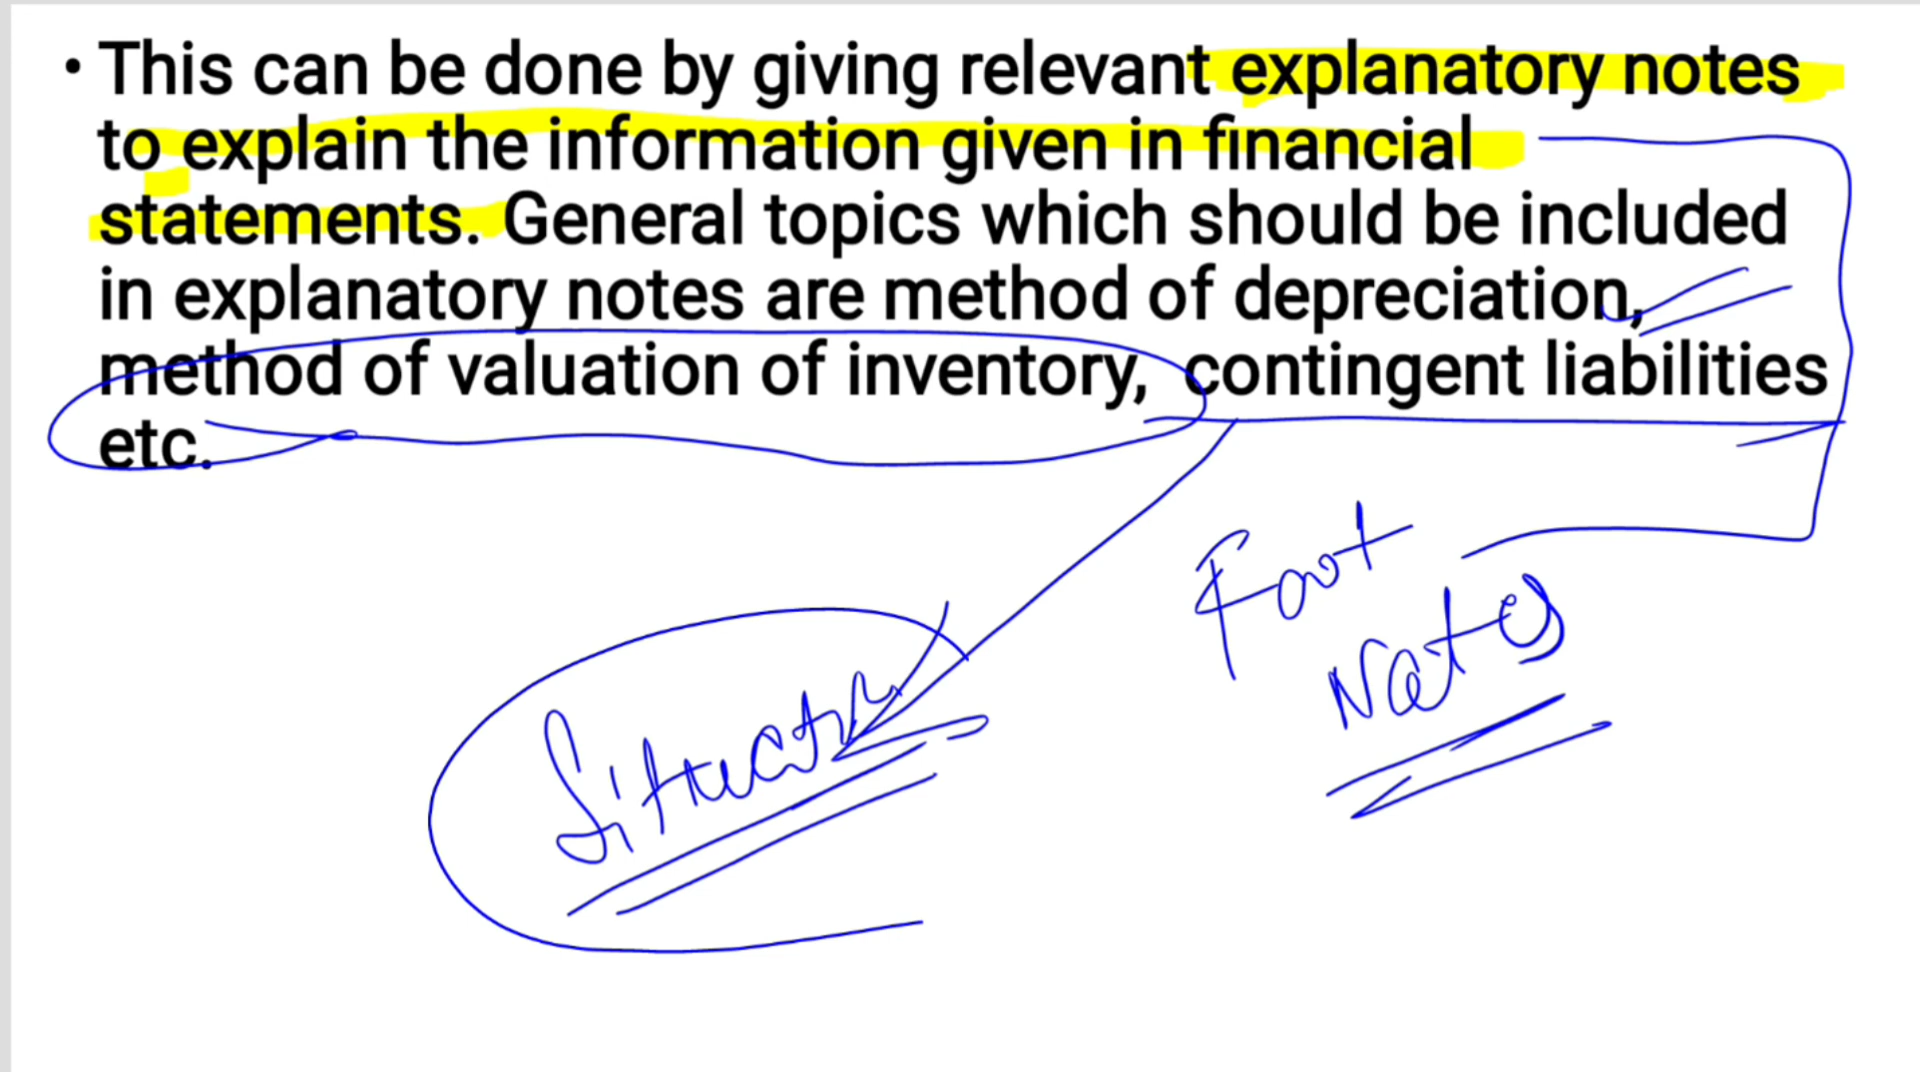 • This can be done by giving relevant explanatory notes
to explain the information given in financial
statements. General topics which should be included
in explanatory notes are method of depreciation,
method of valuation of inventory, contingent liabilities
etc.
Foot
Notes